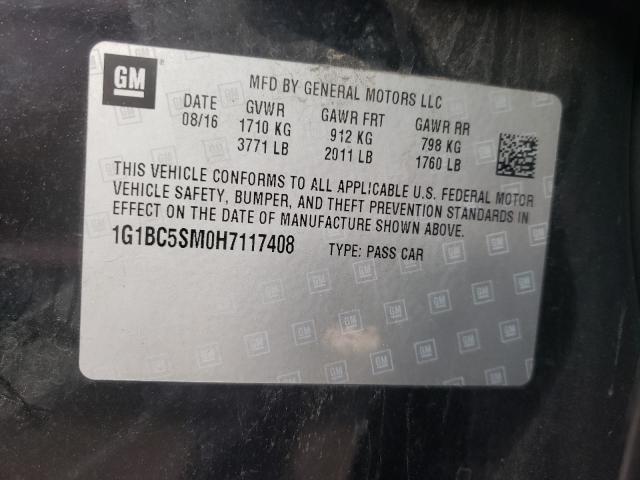 GM
MFD BY GENERAL MOTORS LLC
DATE GVWR GAWR FRT GAWR RR
08/16 1710 KG 912 KG 798 KG
3771 LB 2011 LB 1760 LB
THIS VEHICLE CONFORMS TO ALL APPLICABLE U.S. FEDERAL MOTOR
VEHICLE SAFETY, BUMPER, AND THEFT PREVENTION STANDARDS IN
EFFECT ON THE DATE OF MANUFACTURE SHOWN ABOVE.
1G1BC5SM0H7117408 TYPE: PASS CAR